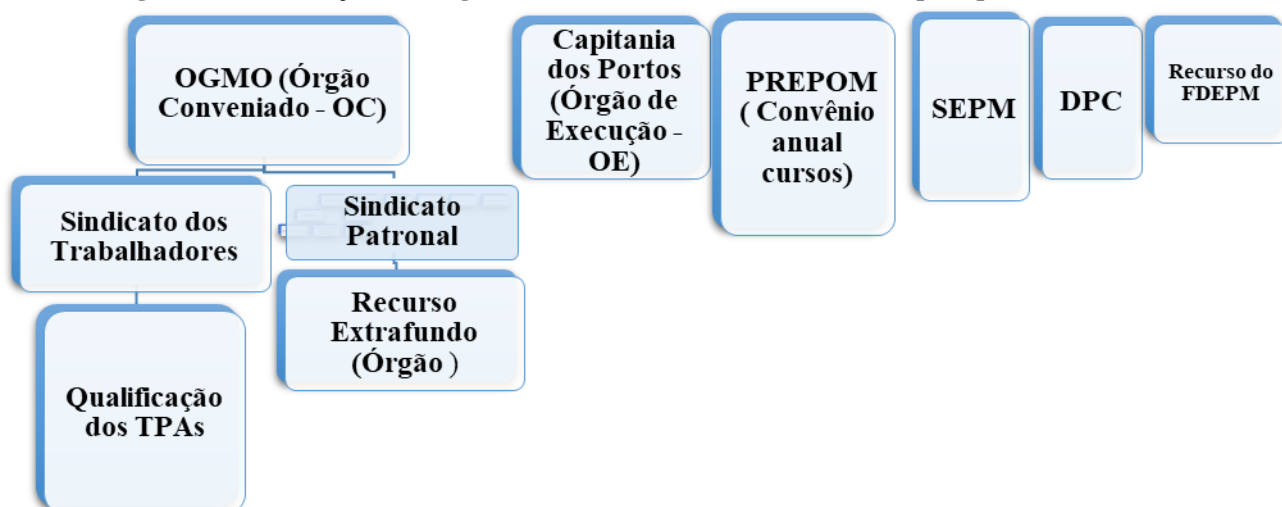 OGMO (Órgão
Conveniado - OC)
Sindicato dos
Trabalhadores
Sindicato
Patronal
Qualificação
dos TPAs
Recurso
Extrafundo
(Órgão )
Capitania
dos Portos
(Órgão de
Execução -
OE)
PREPOM
( Convênio
anual
cursos)
SEPM
DPC
Recurso do
FDEPM